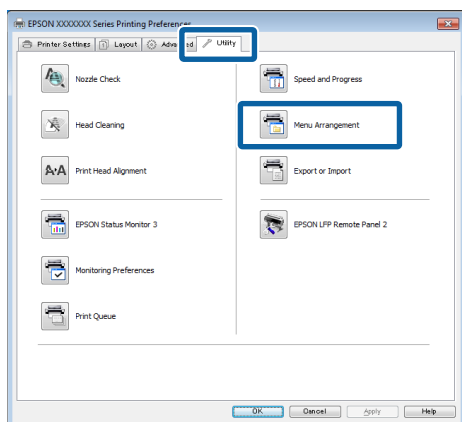 EPSON XXXXXXX Series Printing Preferences
Printer Settings Layout Advanced Utility
Nozzle Check
Speed and Progress
Head Cleaning
Menu Arrangement
A·A Print Head Alignment
Export or Import
EPSON Status Monitor 3
EPSON LFP Remote Panel 2
Monitoring Preferences
Print Queue
OK Cancel Apply Help